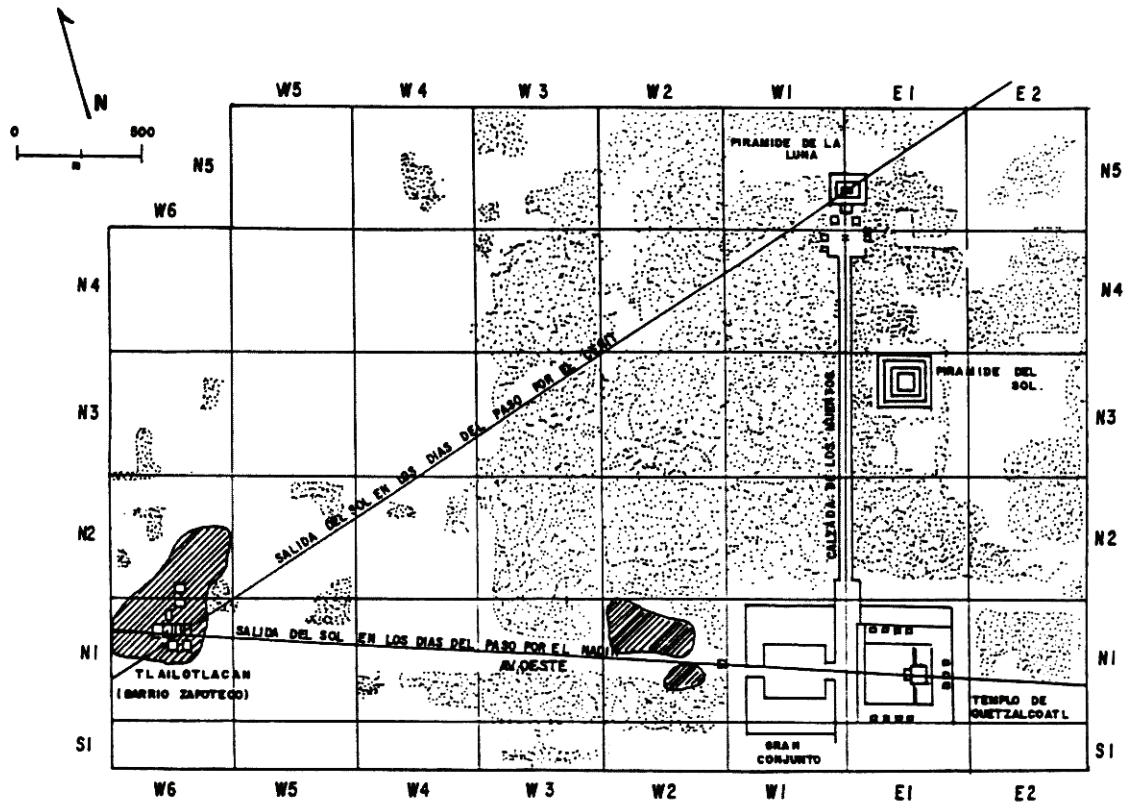 N
0 500
m
W5 W4 W3 W2 W1 E1 E2
N5
PIRAMIDE DE LA
LUNA
N5
W6
N4
N4
SALIDA DEL SOL EN LOS DIAS DEL PASO POR EL CENIT
PIRAMIDE DEL
SOL.
N3
N3
CALZADA DE LOS MUERTOS
N2
N2
SALIDA DEL SOL EN LOS DIAS DEL PASO POR EL NADIR
AV. OESTE
N1
N1
TLAILOTLACAN
(BARRIO ZAPOTECO)
TEMPLO DE
QUETZALCOATL
S1
GRAN
CONJUNTO
S1
W6 W5 W4 W3 W2 W1 E1 E2